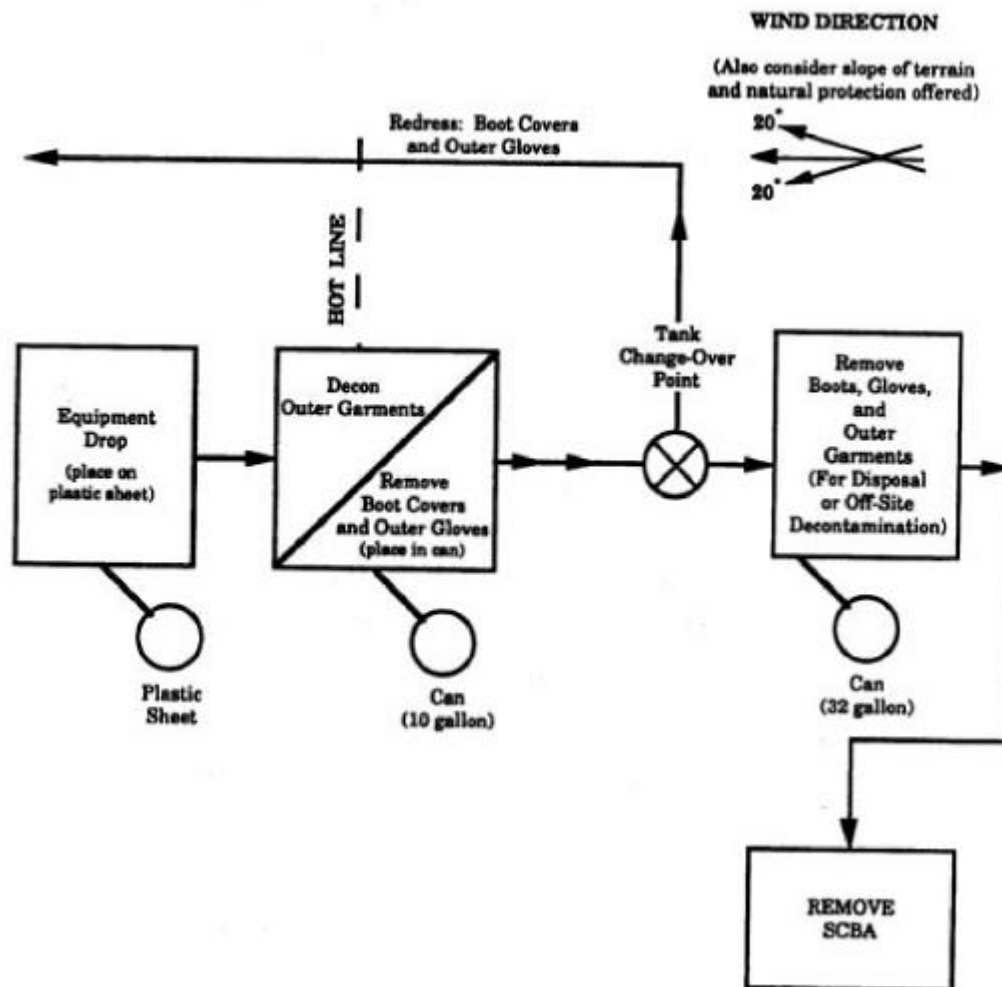 WIND DIRECTION
(Also consider slope of terrain
and natural protection offered)
20°
20°
Redress: Boot Covers
and Outer Gloves
HOT LINE
Tank
Change-Over
Point
Equipment
Drop
(place on
plastic sheet)
Decon
Outer Garments
Remove
Boot Covers
and Outer Gloves
(place in can)
Remove
Boots, Gloves,
and
Outer
Garments
(For Disposal
or Off-Site
Decontamination)
Plastic
Sheet
Can
(10 gallon)
Can
(32 gallon)
REMOVE
SCBA